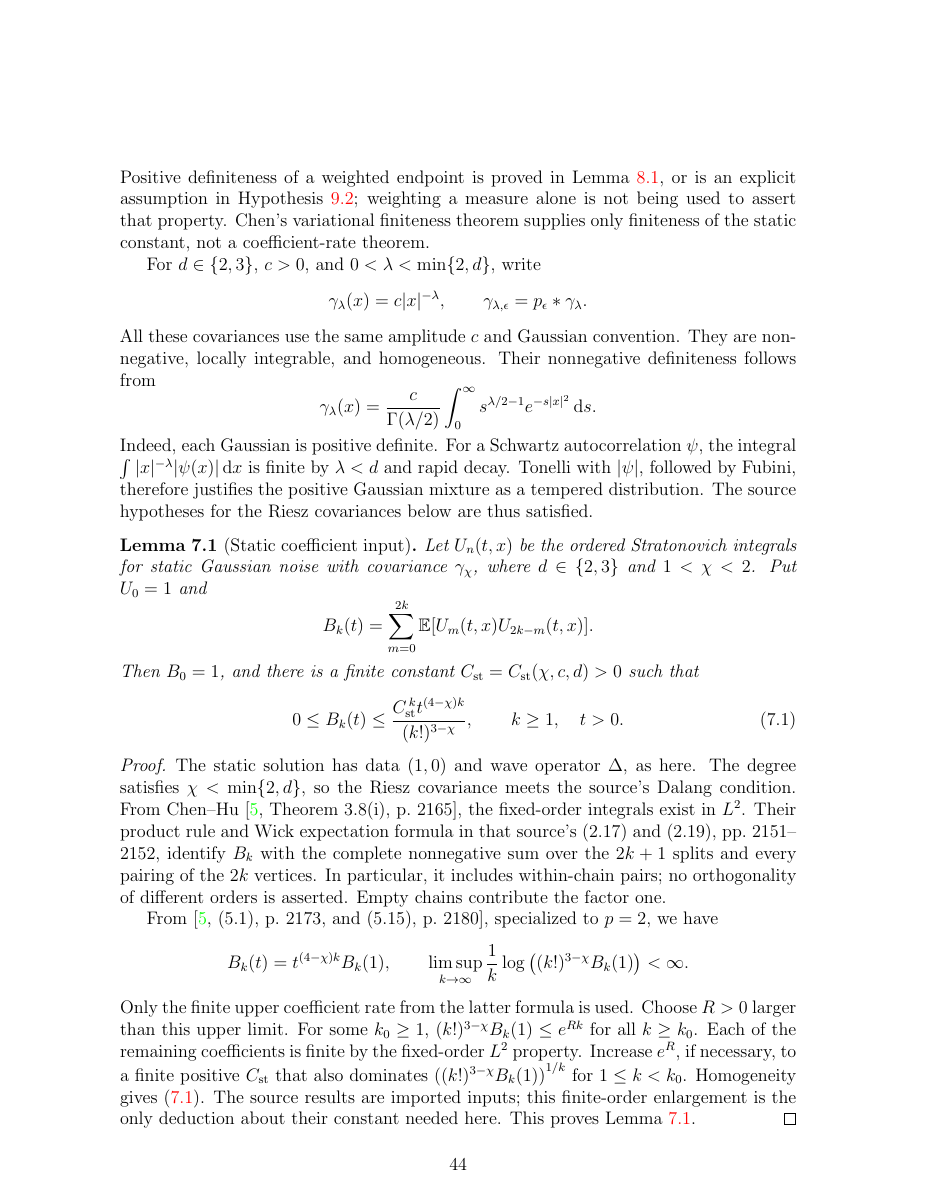 Positive definiteness of a weighted endpoint is proved in Lemma 8.1, or is an explicit
assumption in Hypothesis 9.2; weighting a measure alone is not being used to assert
that property. Chen's variational finiteness theorem supplies only finiteness of the static
constant, not a coefficient-rate theorem.
For d ∈ {2, 3}, c > 0, and 0 < λ < min{2, d}, write
γ_λ(x) = c|x|^{−λ},    γ_{λ,ϵ} = p_ϵ ∗ γ_λ.
All these covariances use the same amplitude c and Gaussian convention. They are non-
negative, locally integrable, and homogeneous. Their nonnegative definiteness follows
from
γ_λ(x) = \frac{c}{Γ(λ/2)} ∫_0^∞ s^{λ/2−1} e^{−s|x|^2} ds.
Indeed, each Gaussian is positive definite. For a Schwartz autocorrelation ψ, the integral
∫ |x|^{−λ}|ψ(x)| dx is finite by λ < d and rapid decay. Tonelli with |ψ|, followed by Fubini,
therefore justifies the positive Gaussian mixture as a tempered distribution. The source
hypotheses for the Riesz covariances below are thus satisfied.
Lemma 7.1 (Static coefficient input). Let U_n(t, x) be the ordered Stratonovich integrals
for static Gaussian noise with covariance γ_χ, where d ∈ {2, 3} and 1 < χ < 2. Put
U_0 = 1 and
B_k(t) = ∑_{m=0}^{2k} 𝔼[U_m(t, x)U_{2k−m}(t, x)].
Then B_0 = 1, and there is a finite constant C_{st} = C_{st}(χ, c, d) > 0 such that
0 ≤ B_k(t) ≤ \frac{C_{st}^k t^{(4−χ)k}}{(k!)^{3−χ}},    k ≥ 1,    t > 0.    (7.1)
Proof. The static solution has data (1, 0) and wave operator Δ, as here. The degree
satisfies χ < min{2, d}, so the Riesz covariance meets the source's Dalang condition.
From Chen–Hu [5, Theorem 3.8(i), p. 2165], the fixed-order integrals exist in L^2. Their
product rule and Wick expectation formula in that source's (2.17) and (2.19), pp. 2151–
2152, identify B_k with the complete nonnegative sum over the 2k + 1 splits and every
pairing of the 2k vertices. In particular, it includes within-chain pairs; no orthogonality
of different orders is asserted. Empty chains contribute the factor one.
From [5, (5.1), p. 2173, and (5.15), p. 2180], specialized to p = 2, we have
B_k(t) = t^{(4−χ)k}B_k(1),    lim sup_{k→∞} \frac{1}{k} log ((k!)^{3−χ}B_k(1)) < ∞.
Only the finite upper coefficient rate from the latter formula is used. Choose R > 0 larger
than this upper limit. For some k_0 ≥ 1, (k!)^{3−χ}B_k(1) ≤ e^{Rk} for all k ≥ k_0. Each of the
remaining coefficients is finite by the fixed-order L^2 property. Increase e^R, if necessary, to
a finite positive C_{st} that also dominates ((k!)^{3−χ}B_k(1))^{1/k} for 1 ≤ k < k_0. Homogeneity
gives (7.1). The source results are imported inputs; this finite-order enlargement is the
only deduction about their constant needed here. This proves Lemma 7.1. □
44